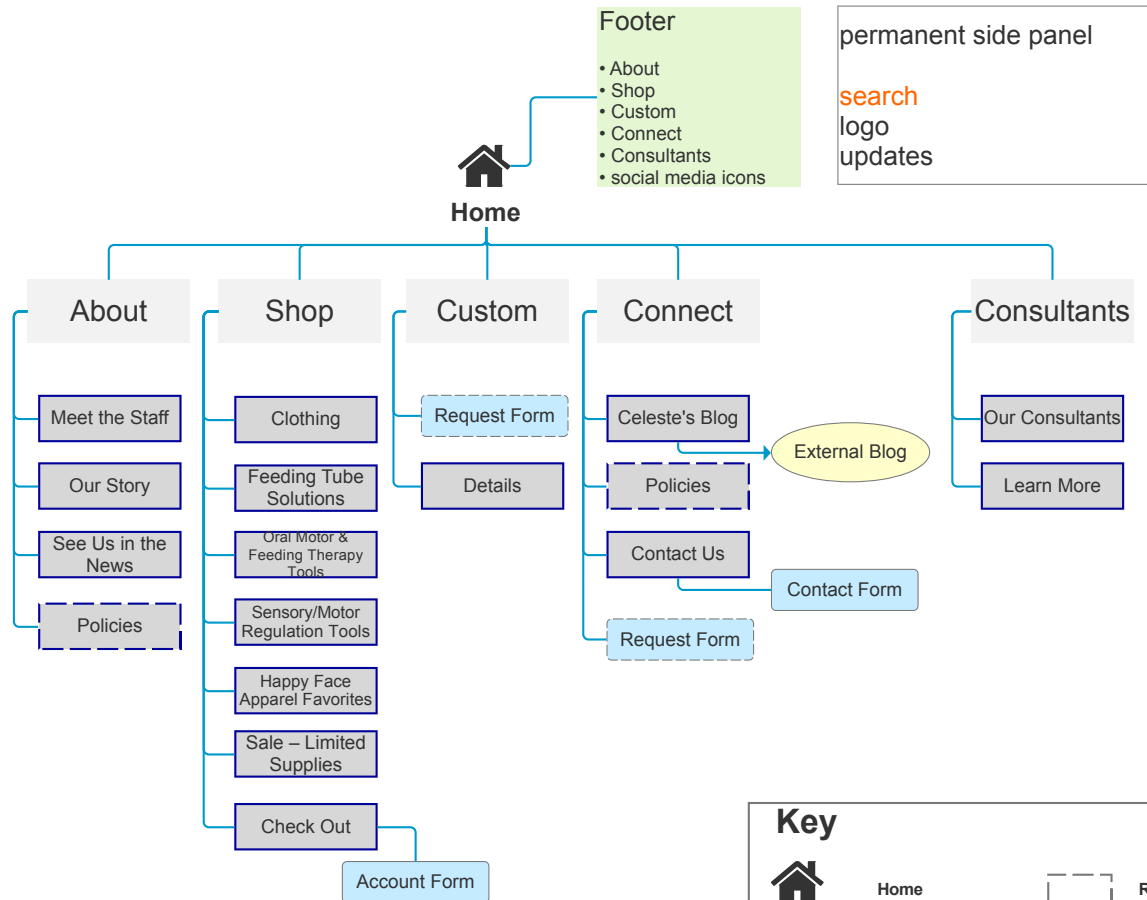 Footer
• About
• Shop
• Custom
• Connect
• Consultants
• social media icons
permanent side panel
search
logo
updates
Home
About
Shop
Custom
Connect
Consultants
Meet the Staff
Our Story
See Us in the
News
Policies
Clothing
Feeding Tube
Solutions
Oral Motor &
Feeding Therapy
Tools
Sensory/Motor
Regulation Tools
Happy Face
Apparel Favorites
Sale – Limited
Supplies
Check Out
Account Form
Request Form
Details
Celeste's Blog
External Blog
Policies
Contact Us
Contact Form
Request Form
Our Consultants
Learn More
Key
Home